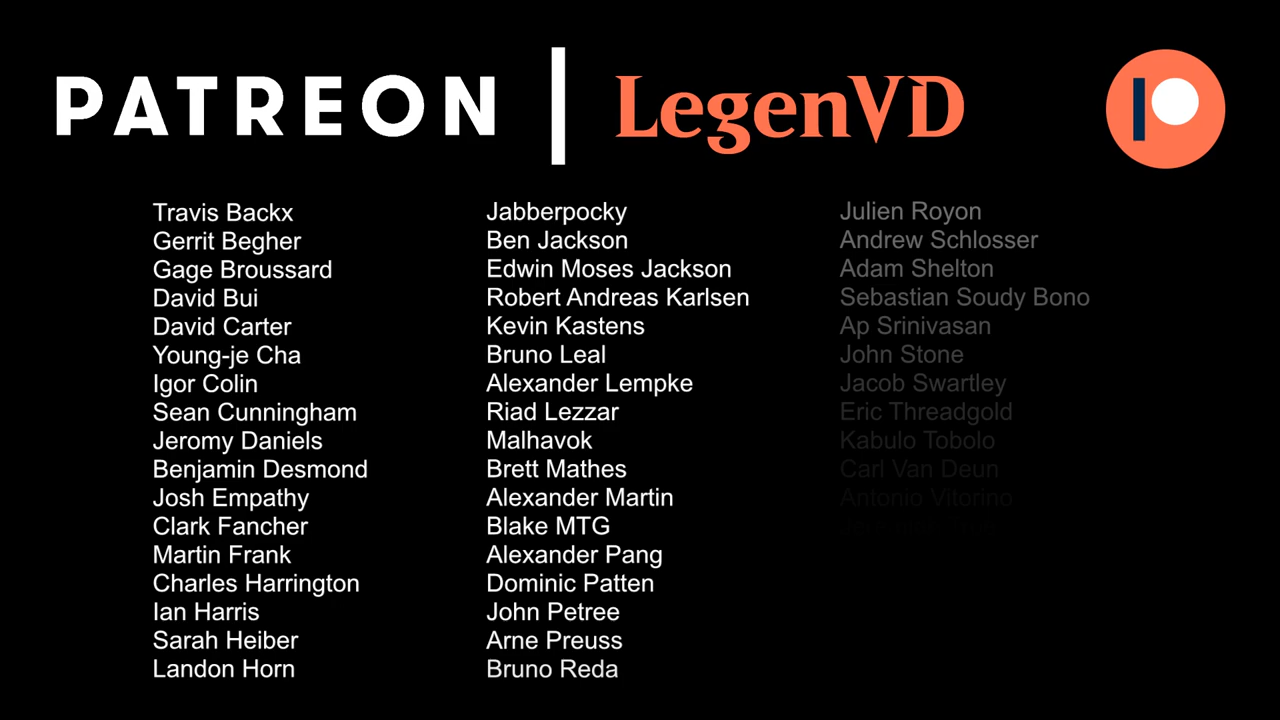 PATREON | LegenVD
Travis Backx
Gerrit Begher
Gage Broussard
David Bui
David Carter
Young-je Cha
Igor Colin
Sean Cunningham
Jeromy Daniels
Benjamin Desmond
Josh Empathy
Clark Fancher
Martin Frank
Charles Harrington
Ian Harris
Sarah Heiber
Landon Horn
Jabberpocky
Ben Jackson
Edwin Moses Jackson
Robert Andreas Karlsen
Kevin Kastens
Bruno Leal
Alexander Lempke
Riad Lezzar
Malhavok
Brett Mathes
Alexander Martin
Blake MTG
Alexander Pang
Dominic Patten
John Petree
Arne Preuss
Bruno Reda
Julien Royon
Andrew Schlosser
Adam Shelton
Sebastian Soudy Bono
Ap Srinivasan
John Stone
Jacob Swartley
Eric Threadgold
Kabulo Tobolo
Carl Van Deun
Antonio Vitorino